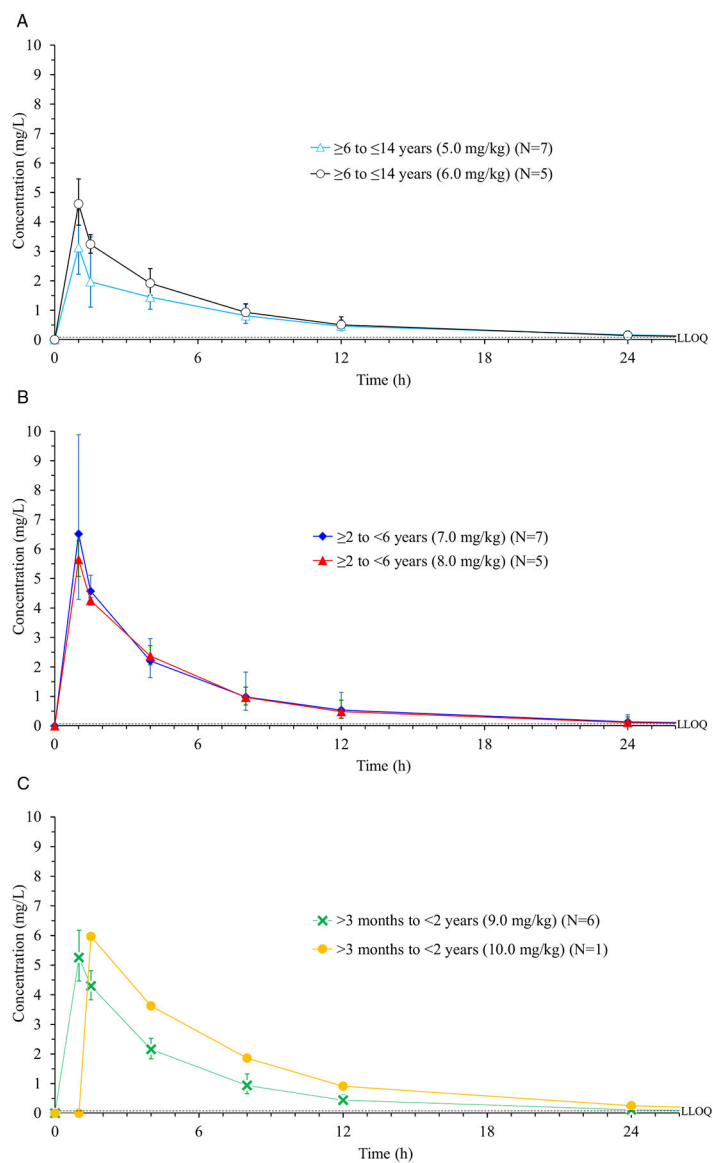 A
10
9
8
7
6
5
4
3
2
1
0
Concentration (mg/L)
≥6 to ≤14 years (5.0 mg/kg) (N=7)
≥6 to ≤14 years (6.0 mg/kg) (N=5)
LLOQ
0 6 12 18 24
Time (h)
B
10
9
8
7
6
5
4
3
2
1
0
Concentration (mg/L)
≥2 to <6 years (7.0 mg/kg) (N=7)
≥2 to <6 years (8.0 mg/kg) (N=5)
LLOQ
0 6 12 18 24
Time (h)
C
10
9
8
7
6
5
4
3
2
1
0
Concentration (mg/L)
>3 months to <2 years (9.0 mg/kg) (N=6)
>3 months to <2 years (10.0 mg/kg) (N=1)
LLOQ
0 6 12 18 24
Time (h)